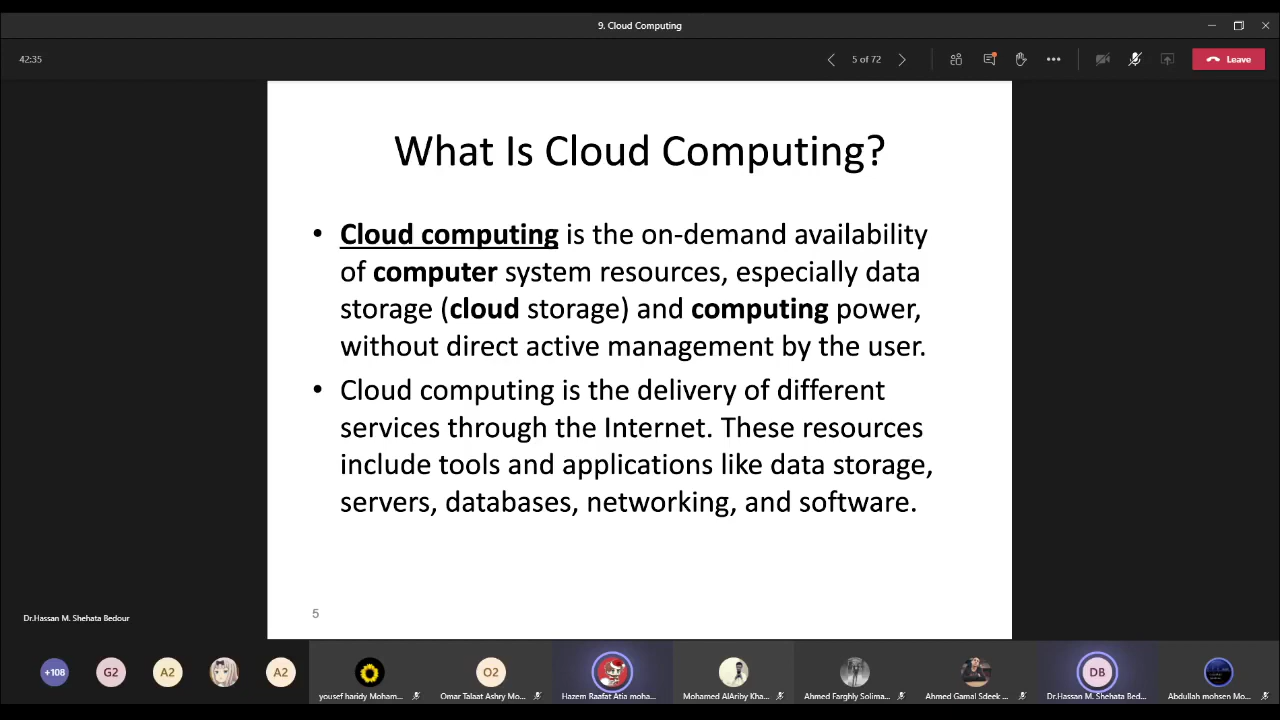 9. Cloud Computing
42:35
5 of 72
Leave
What Is Cloud Computing?
• Cloud computing is the on-demand availability
of computer system resources, especially data
storage (cloud storage) and computing power,
without direct active management by the user.
• Cloud computing is the delivery of different
services through the Internet. These resources
include tools and applications like data storage,
servers, databases, networking, and software.
5
Dr.Hassan M. Shehata Bedour
+108
G2
A2
A2
O2
DB
yousef haridy Moham...
Omar Talaat Ashry Mo...
Hazem Raafat Atia moha...
Mohamed AlAriby Kha...
Ahmed Farghly Solima...
Ahmed Gamal Sdeek ...
Dr.Hassan M. Shehata Bed...
Abdullah mohsen Mo...